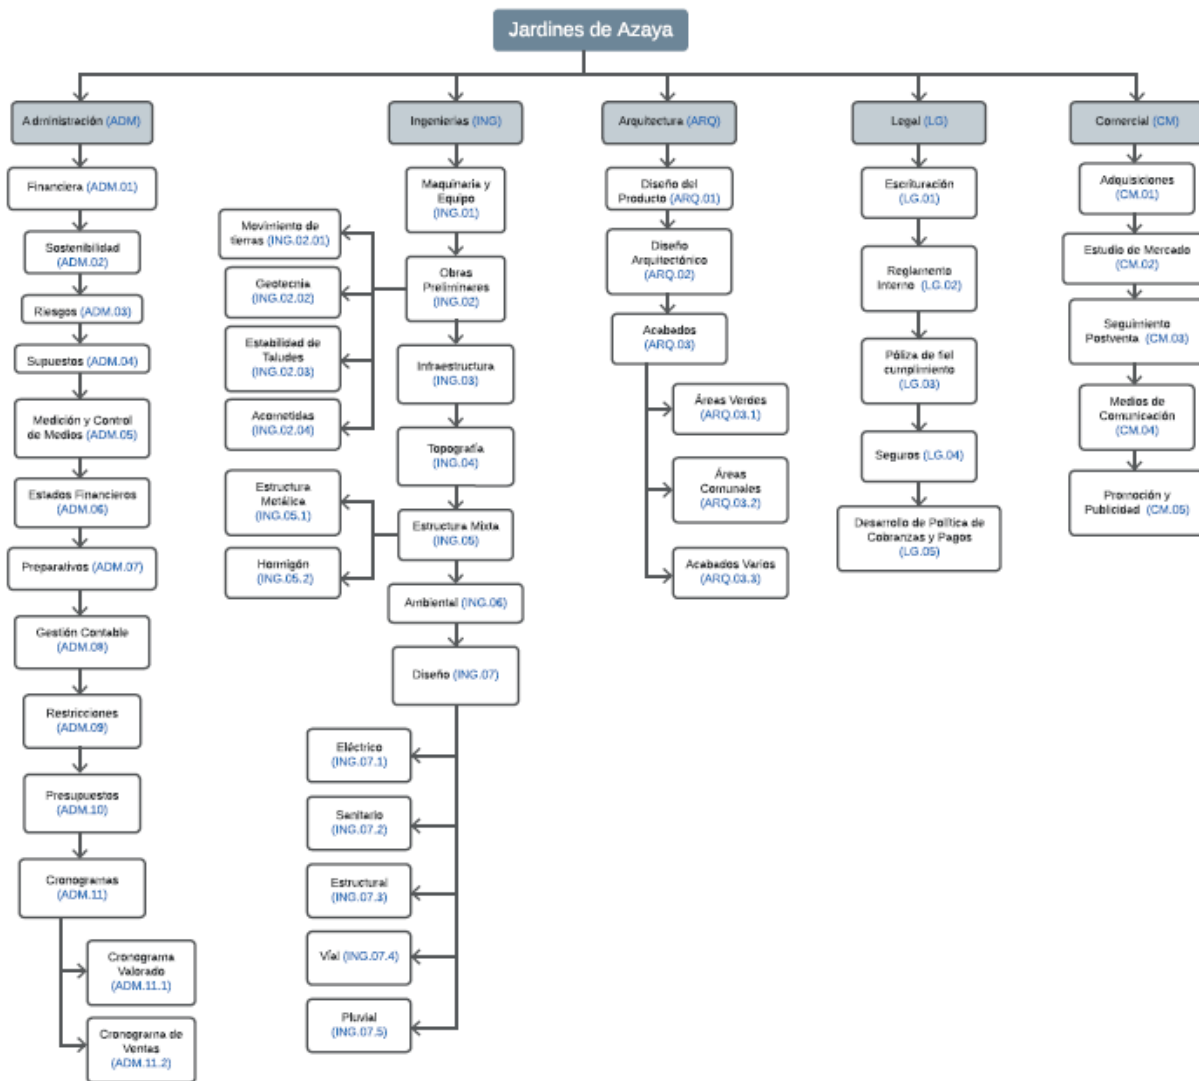 Jardines de Azaya
Administración (ADM)
Financiera (ADM.01)
Sostenibilidad
(ADM.02)
Riesgos (ADM.03)
Supuestos (ADM.04)
Medición y Control
de Medios (ADM.05)
Estados Financieros
(ADM.06)
Preparativos (ADM.07)
Gestión Contable
(ADM.08)
Restricciones
(ADM.09)
Presupuestos
(ADM.10)
Cronogramas
(ADM.11)
Cronograma
Valorado
(ADM.11.1)
Cronograma de
Ventas
(ADM.11.2)
Ingenierías (ING)
Maquinaria y
Equipo
(ING.01)
Obras
Preliminares
(ING.02)
Movimiento de
tierras (ING.02.01)
Geotecnia
(ING.02.02)
Estabilidad de
Taludes
(ING.02.03)
Acometidas
(ING.02.04)
Infraestructura
(ING.03)
Topografía
(ING.04)
Estructura Mixta
(ING.05)
Estructura
Metálica
(ING.05.1)
Hormigón
(ING.05.2)
Ambiental (ING.06)
Diseño (ING.07)
Eléctrico
(ING.07.1)
Sanitario
(ING.07.2)
Estructural
(ING.07.3)
Víal (ING.07.4)
Pluvial
(ING.07.5)
Arquitectura (ARQ)
Diseño del
Producto (ARQ.01)
Diseño
Arquitectónico
(ARQ.02)
Acabados
(ARQ.03)
Áreas Verdes
(ARQ.03.1)
Áreas
Comunales
(ARQ.03.2)
Acabados Varios
(ARQ.03.3)
Legal (LG)
Escrituración
(LG.01)
Reglamento
Interno (LG.02)
Póliza de fiel
cumplimiento
(LG.03)
Seguros (LG.04)
Desarrollo de Política de
Cobranzas y Pagos
(LG.05)
Comercial (CM)
Adquisiciones
(CM.01)
Estudio de Mercado
(CM.02)
Seguimiento
Postventa (CM.03)
Medios de
Comunicación
(CM.04)
Promoción y
Publicidad (CM.05)